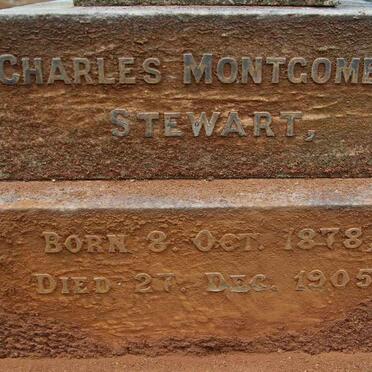 CHARLES MONTGOME
STEWART,
BORN 8. OCT. 1878,
DIED 27. DEC. 1905